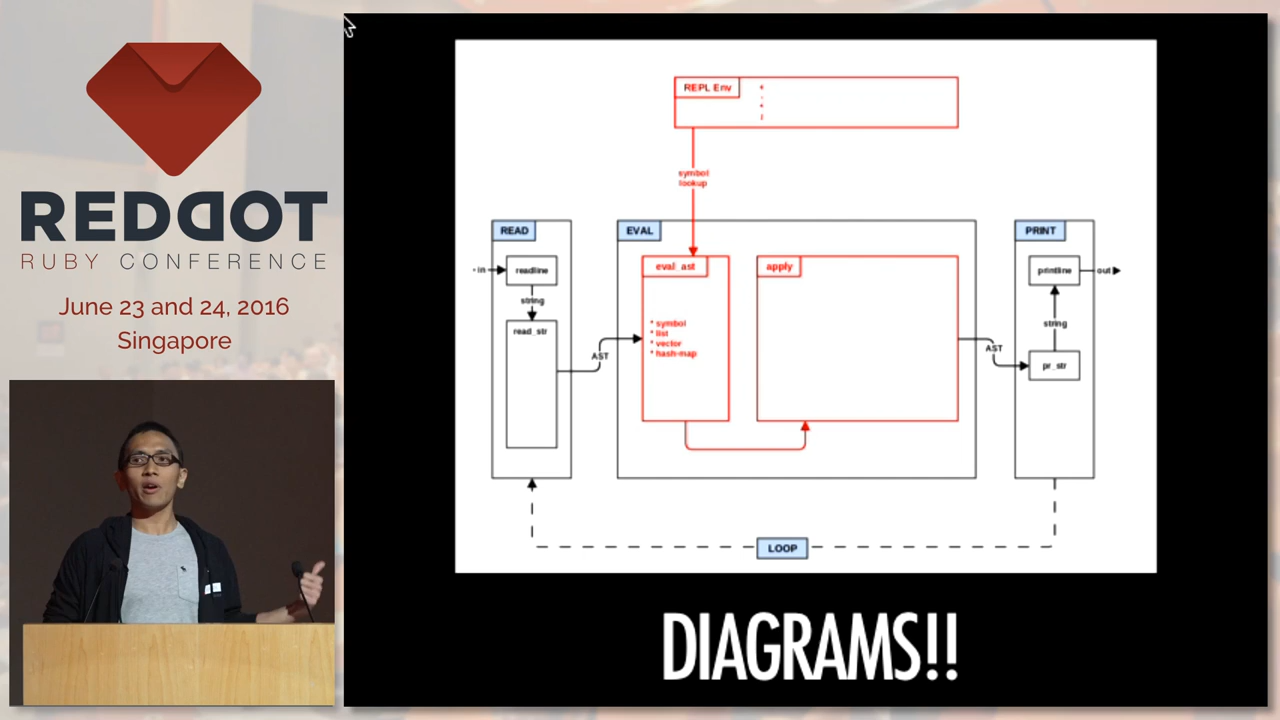 REDDOT
RUBY CONFERENCE
June 23 and 24, 2016
Singapore
REPL Env
*
-
*
/
symbol
lookup
READ
EVAL
PRINT
in
readline
string
read_str
AST
eval_ast
* symbol
* list
* vector
* hash-map
apply
AST
printline
out
string
pr_str
LOOP
DIAGRAMS!!